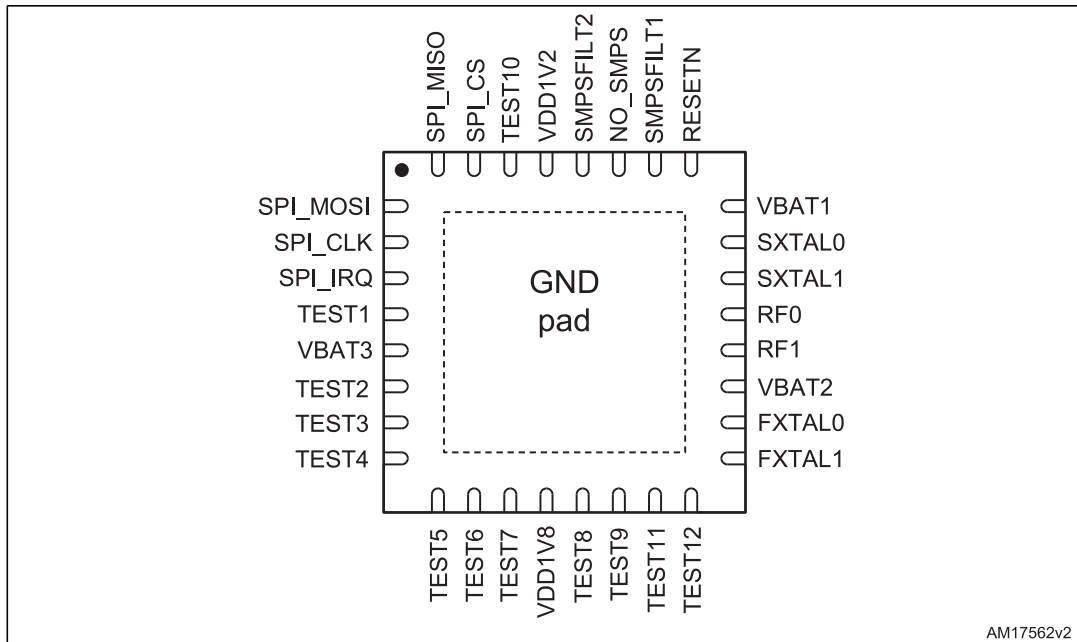 SPI_MISO
SPI_CS
TEST10
VDD1V2
SMPSFILT2
NO_SMPS
SMPSFILT1
RESETN
SPI_MOSI
SPI_CLK
SPI_IRQ
TEST1
VBAT3
TEST2
TEST3
TEST4
GND
pad
VBAT1
SXTAL0
SXTAL1
RF0
RF1
VBAT2
FXTAL0
FXTAL1
TEST5
TEST6
TEST7
VDD1V8
TEST8
TEST9
TEST11
TEST12
AM17562v2